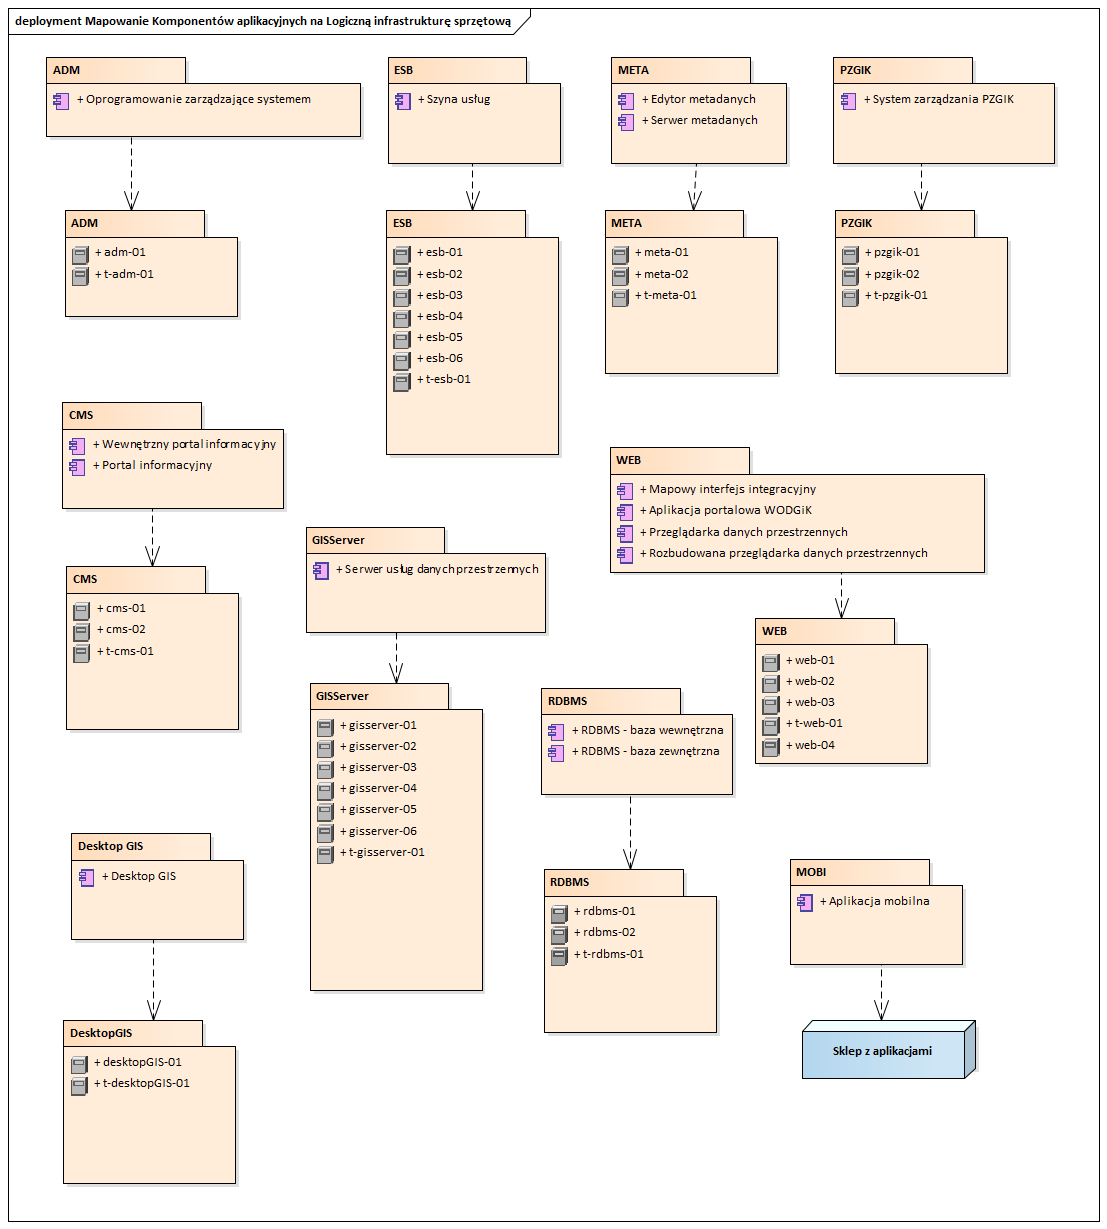 deployment Mapowanie Komponentów aplikacyjnych na Logiczną infrastrukturę sprzętową
ADM
+ Oprogramowanie zarządzające systemem
ADM
+ adm-01
+ t-adm-01
ESB
+ Szyna usług
ESB
+ esb-01
+ esb-02
+ esb-03
+ esb-04
+ esb-05
+ esb-06
+ t-esb-01
META
+ Edytor metadanych
+ Serwer metadanych
META
+ meta-01
+ meta-02
+ t-meta-01
PZGIK
+ System zarządzania PZGIK
PZGIK
+ pzgik-01
+ pzgik-02
+ t-pzgik-01
CMS
+ Wewnętrzny portal informacyjny
+ Portal informacyjny
CMS
+ cms-01
+ cms-02
+ t-cms-01
GISServer
+ Serwer usług danych przestrzennych
GISServer
+ gisserver-01
+ gisserver-02
+ gisserver-03
+ gisserver-04
+ gisserver-05
+ gisserver-06
+ t-gisserver-01
WEB
+ Mapowy interfejs integracyjny
+ Aplikacja portalowa WODGiK
+ Przeglądarka danych przestrzennych
+ Rozbudowana przeglądarka danych przestrzennych
WEB
+ web-01
+ web-02
+ web-03
+ t-web-01
+ web-04
RDBMS
+ RDBMS - baza wewnętrzna
+ RDBMS - baza zewnętrzna
RDBMS
+ rdbms-01
+ rdbms-02
+ t-rdbms-01
Desktop GIS
+ Desktop GIS
DesktopGIS
+ desktopGIS-01
+ t-desktopGIS-01
MOBI
+ Aplikacja mobilna
Sklep z aplikacjami